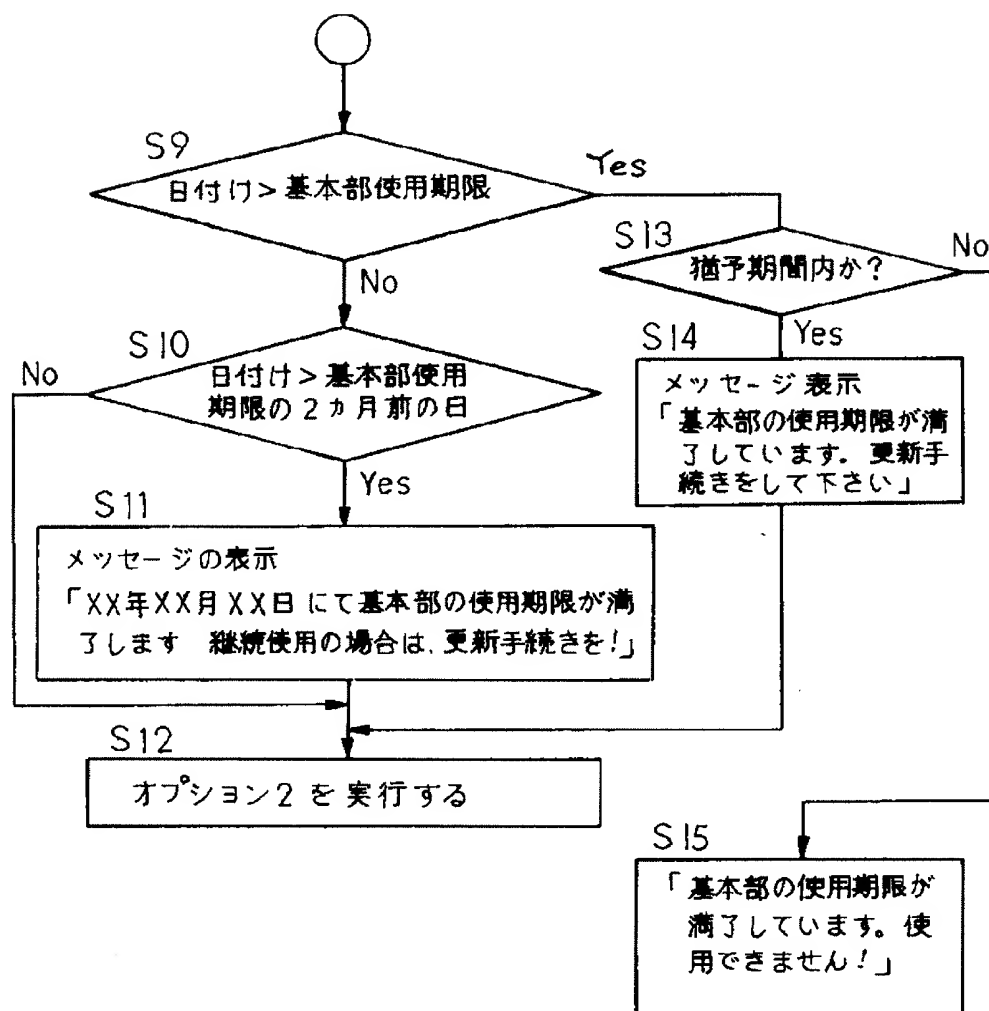 S9
日付け>基本部使用期限
Yes
No
S13
猶予期間内か?
No
Yes
S10
日付け>基本部使用
期限の2ヵ月前の日
No
Yes
S14
メッセージ表示
「基本部の使用期限が満
了しています。更新手
続きをして下さい」
S11
メッセージの表示
「XX年XX月XX日にて基本部の使用期限が満
了します 継続使用の場合は、更新手続きを!」
S12
オプション2を実行する
S15
「基本部の使用期限が
満了しています。使
用できません!」